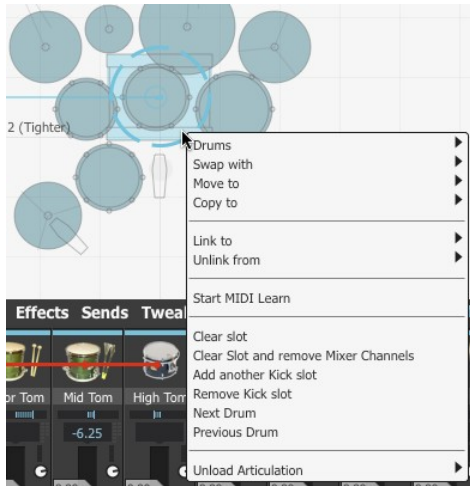 2 (Tighter)
Drums
Swap with
Move to
Copy to
Link to
Unlink from
Start MIDI Learn
Clear slot
Clear Slot and remove Mixer Channels
Add another Kick slot
Remove Kick slot
Next Drum
Previous Drum
Unload Articulation
Effects Sends
or Tom Mid Tom High Tom
-6.25